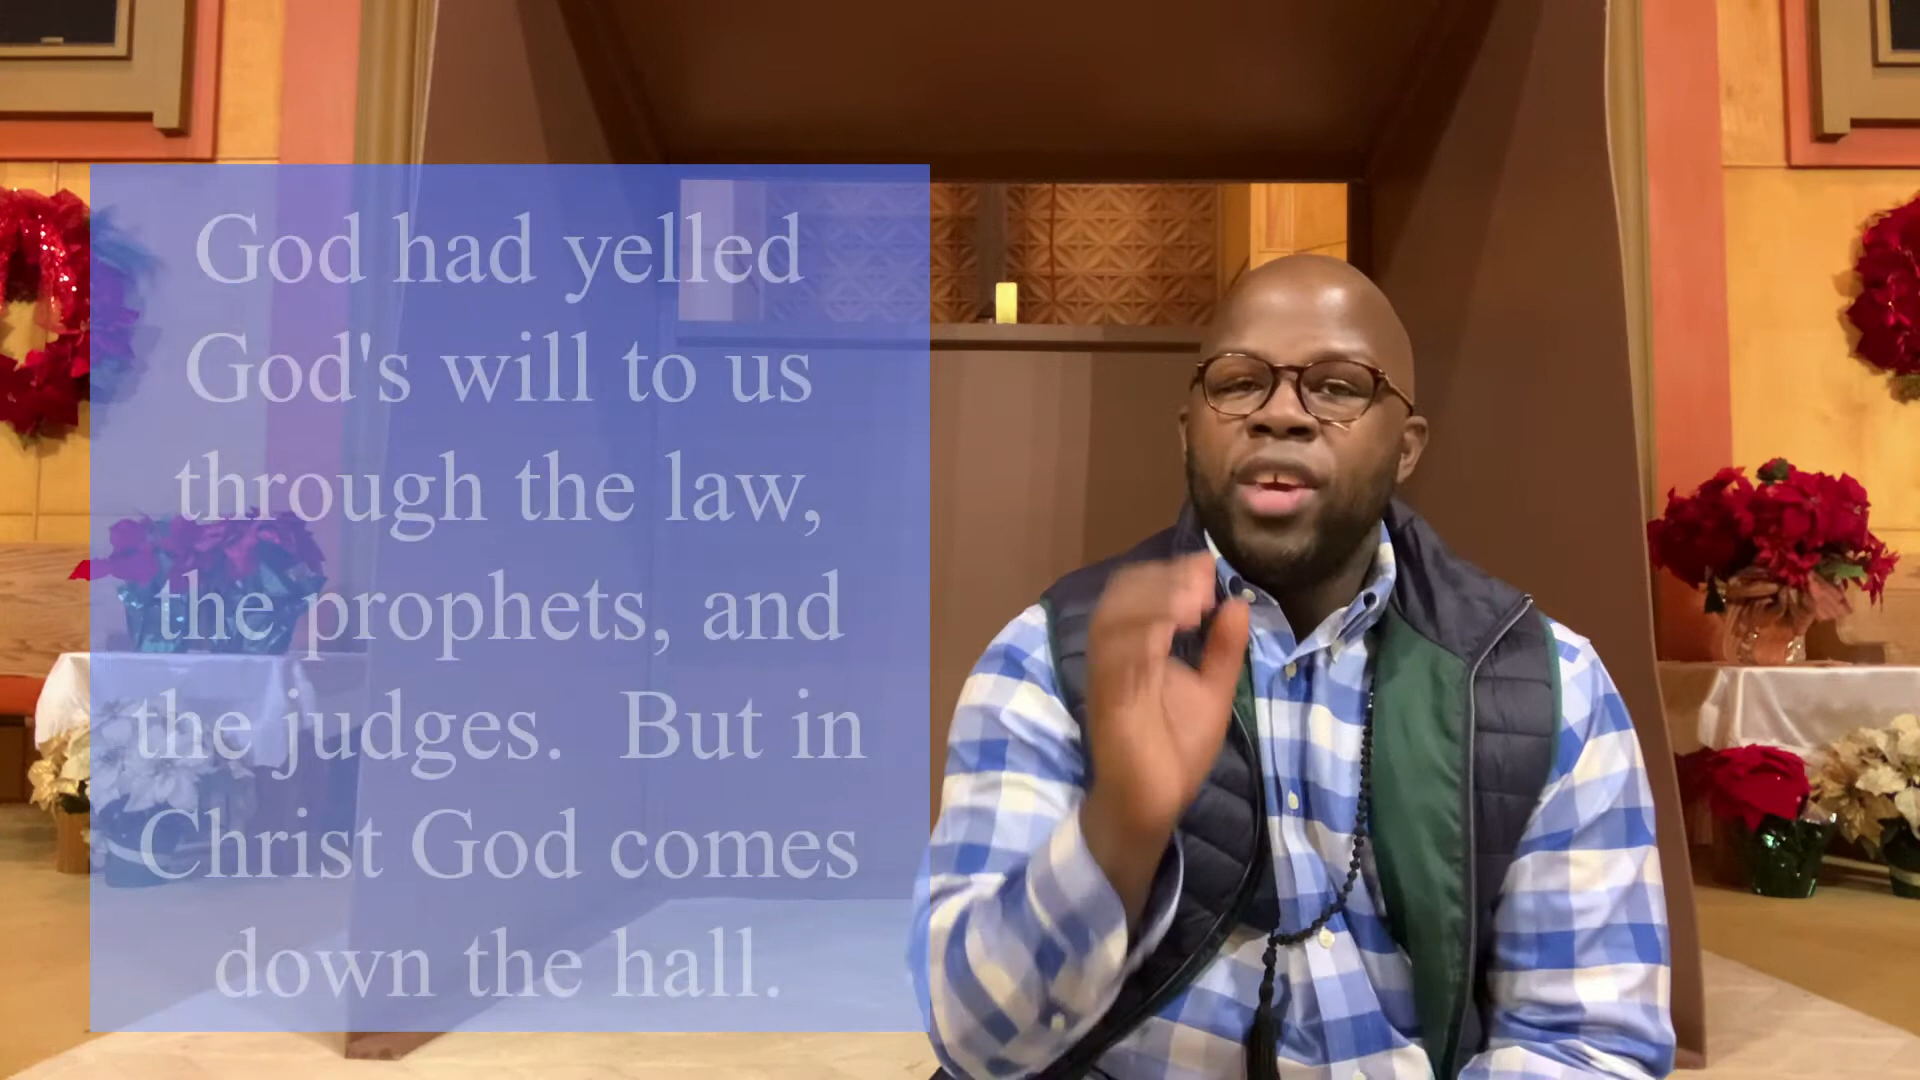 God had yelled
God's will to us
through the law,
the prophets, and
the judges. But in
Christ God comes
down the hall.